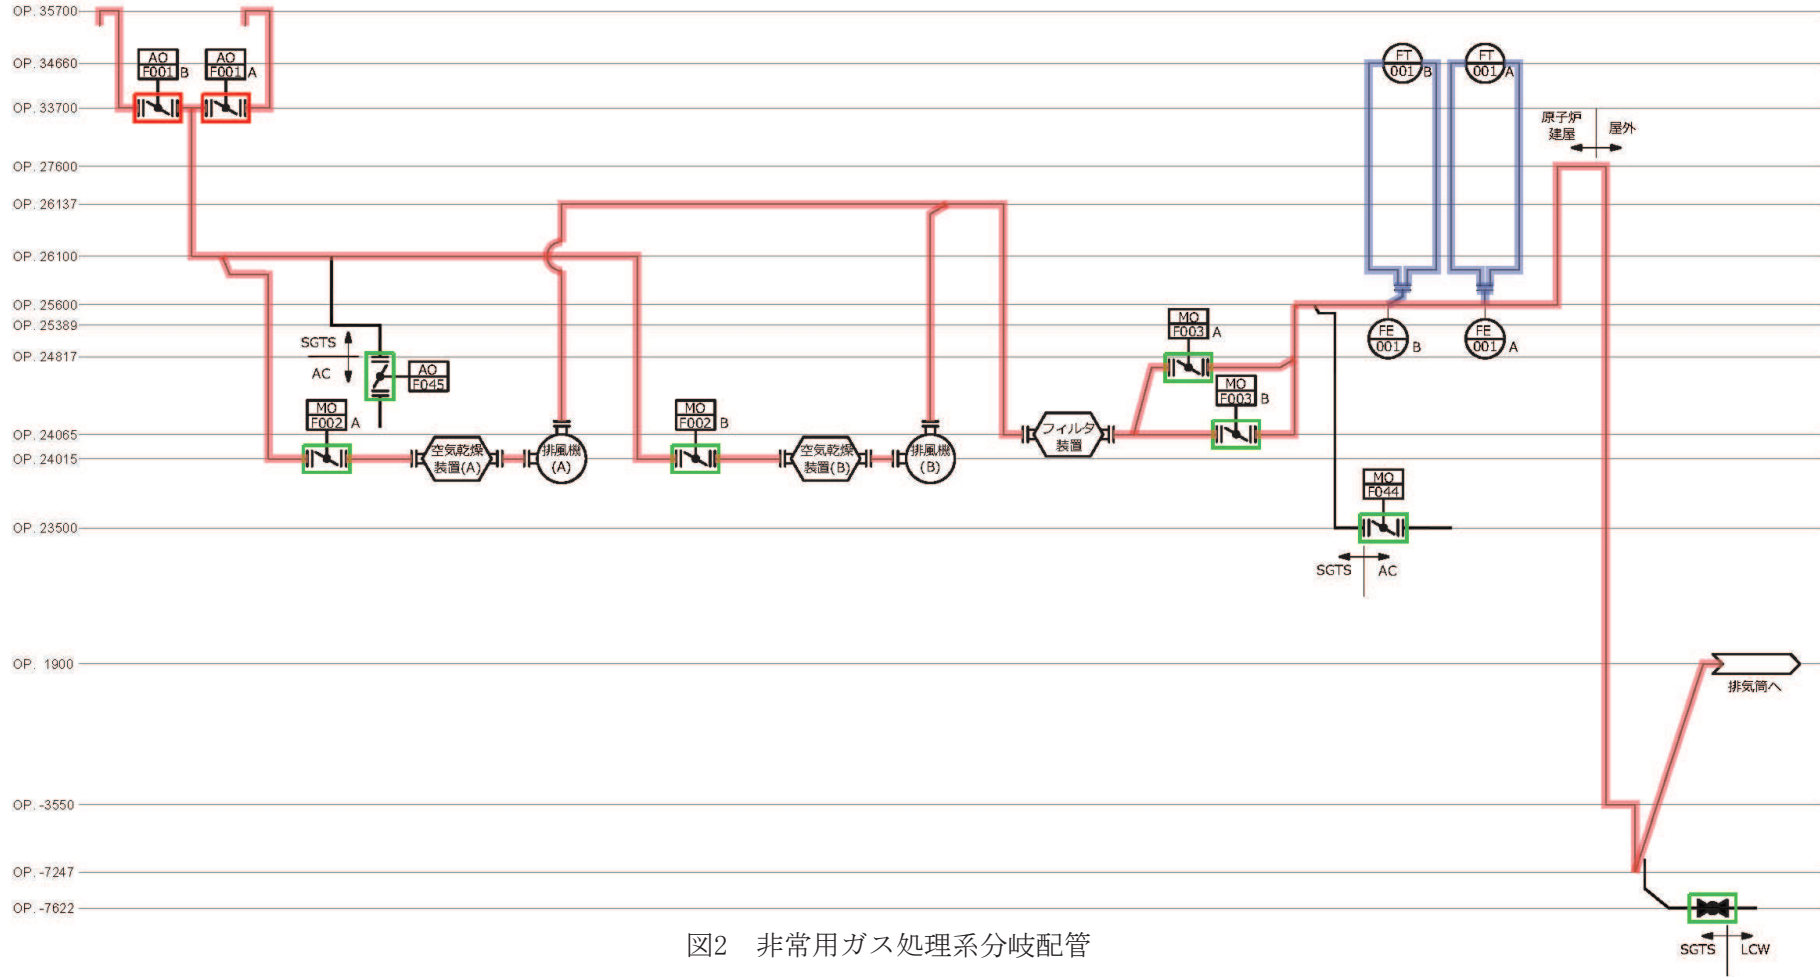 OP. 35700
OP. 34660
OP. 33700
OP. 27600
OP. 26137
OP. 26100
OP. 25600
OP. 25389
OP. 24817
OP. 24065
OP. 24015
OP. 23500
OP. 1900
OP. -3550
OP. -7247
OP. -7622
AO
F001 B
AO
F001 A
SGTS
AC
AO
F045
MO
F002 A
空気乾燥
装置(A)
排風機
(A)
MO
F002 B
空気乾燥
装置(B)
排風機
(B)
フィルタ
装置
MO
F003 A
MO
F003 B
FT
001 B
FT
001 A
FE
001 B
FE
001 A
原子炉
建屋
屋外
MO
F044
SGTS AC
排気筒へ
SGTS LCW
図2 非常用ガス処理系分岐配管